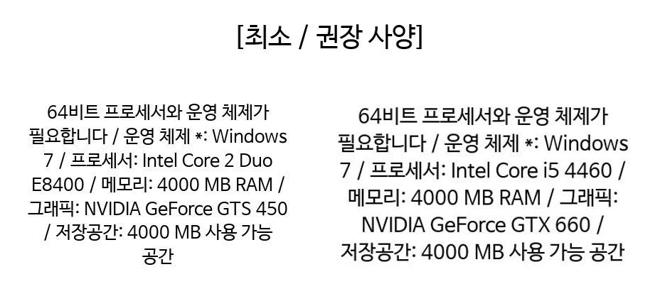 [최소 / 권장 사양]
64비트 프로세서와 운영 체제가
필요합니다 / 운영 체제 *: Windows
7 / 프로세서: Intel Core 2 Duo
E8400 / 메모리: 4000 MB RAM /
그래픽: NVIDIA GeForce GTS 450
/ 저장공간: 4000 MB 사용 가능
공간
64비트 프로세서와 운영 체제가
필요합니다 / 운영 체제 *: Windows
7 / 프로세서: Intel Core i5 4460 /
메모리: 4000 MB RAM / 그래픽:
NVIDIA GeForce GTX 660 /
저장공간: 4000 MB 사용 가능 공간